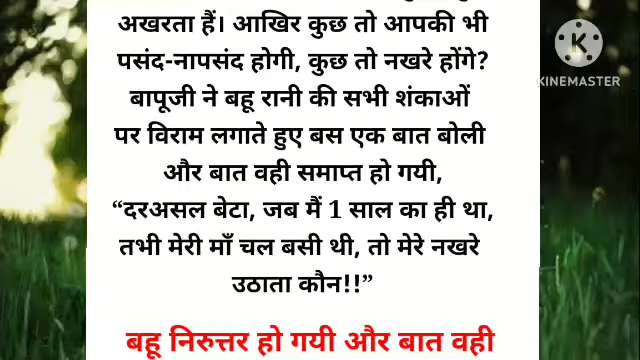 अखरता हैं। आखिर कुछ तो आपकी भी
पसंद-नापसंद होगी, कुछ तो नखरे होंगे?
बापूजी ने बहू रानी की सभी शंकाओं
पर विराम लगाते हुए बस एक बात बोली
और बात वही समाप्त हो गयी,
“दरअसल बेटा, जब मैं 1 साल का ही था,
तभी मेरी माँ चल बसी थी, तो मेरे नखरे
उठाता कौन!!”
बहू निरुत्तर हो गयी और बात वही
KINEMASTER